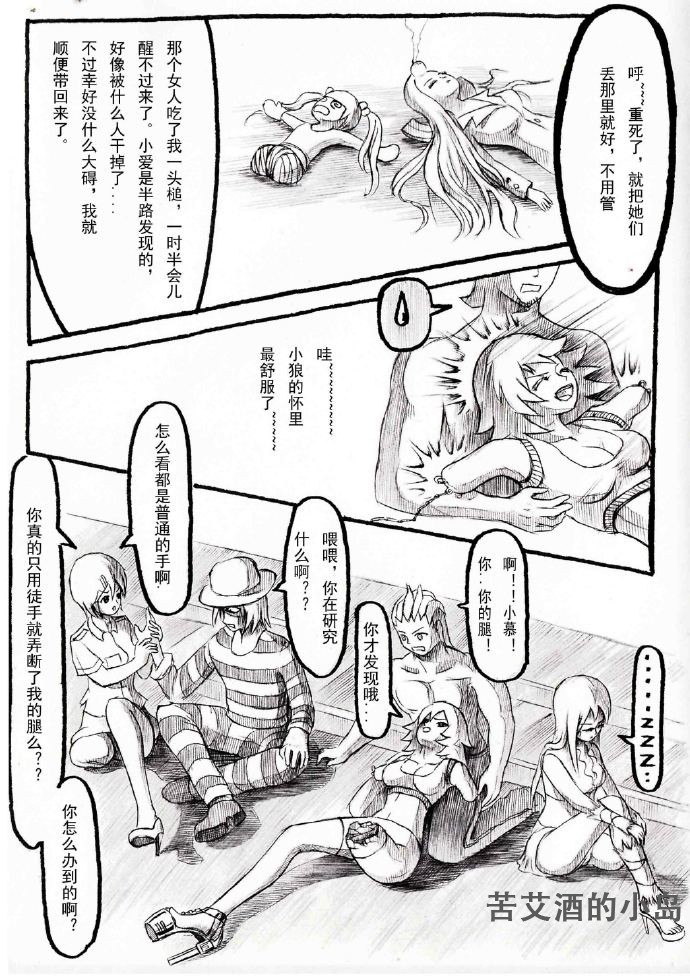 呼~~~重死了，就把她们
丢那里就好，不用管
那个女人吃了我一头槌，一时半会儿
醒不过来了。小爱是半路发现的，
好像被什么人干掉了....
不过幸好没什么大碍，我就
顺便带回来了。
哇~~~~~~~~~
小狼的怀里
最舒服了~~~~~
啊！！小慕！
你..你的腿！
你才发现哦...
喂喂，你在研究
什么啊？？
怎么看都是普通的手啊.
你真的只用徒手就弄断了我的腿么？？
你怎么办到的啊？
.....zZZN..
苦艾酒的小岛